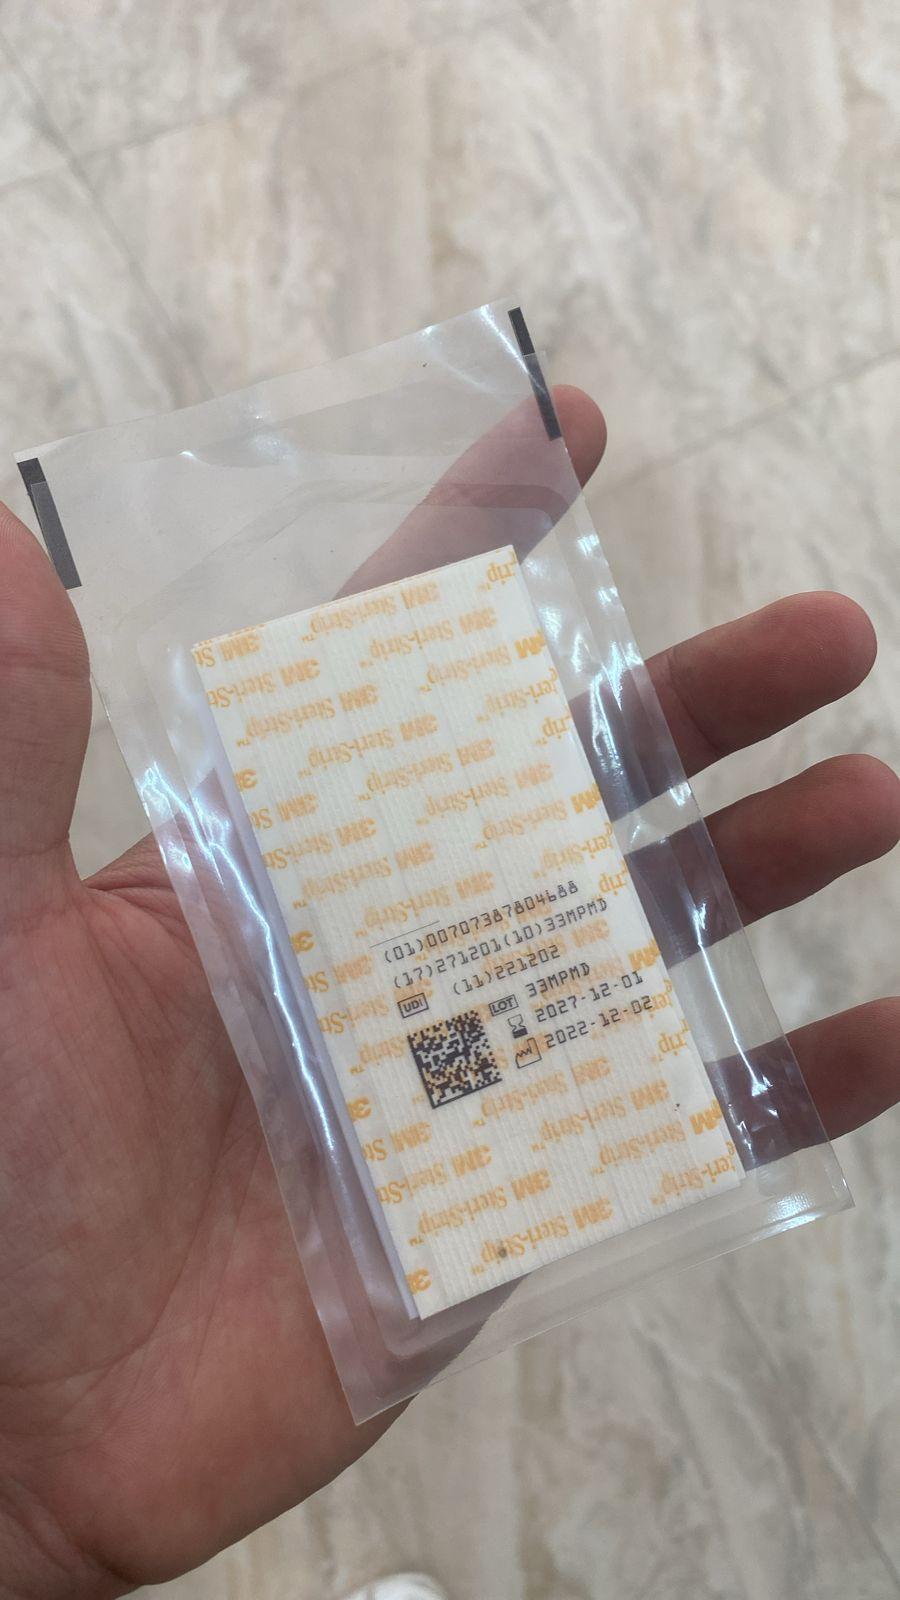 3M Steri-Strip™
(01)00707387804688
(17)271201(10)33MPMD
(11)221202
UDI
LOT 33MPMD
2027-12-01
2022-12-02